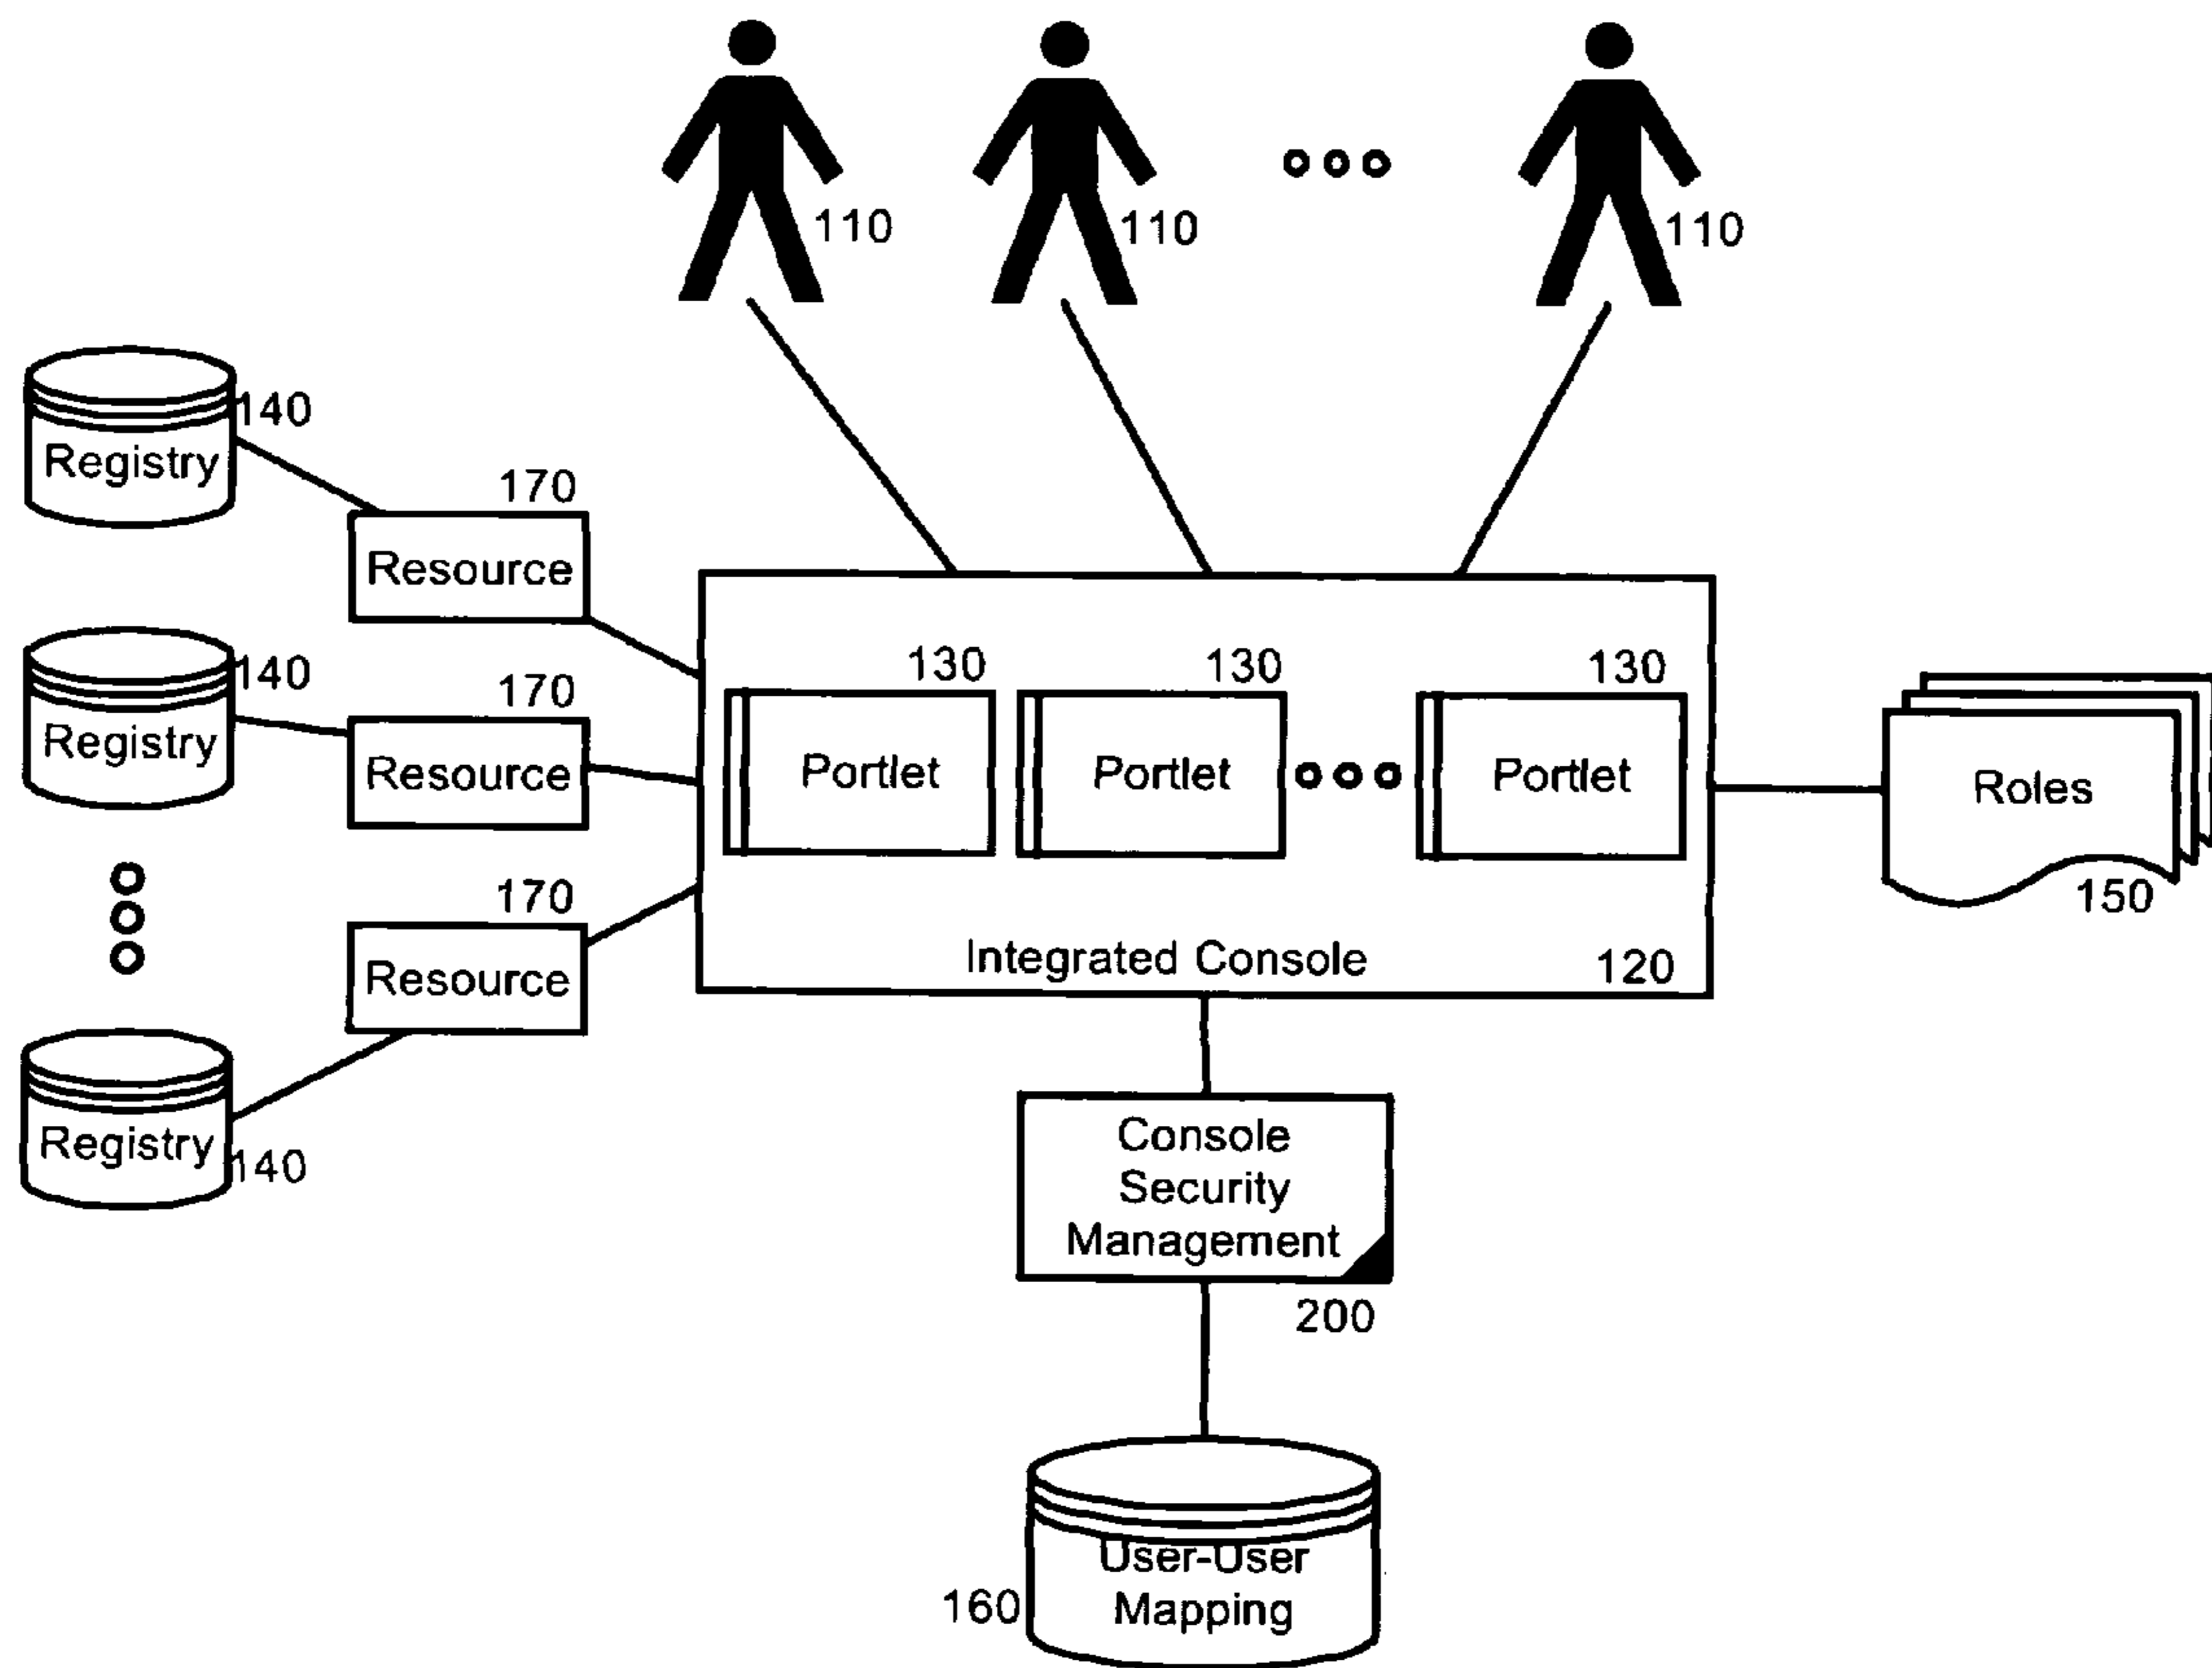 110
110
110
140
Registry
170
Resource
140
Registry
170
Resource
170
Resource
140
Registry
130
Portlet
130
Portlet
130
Portlet
Integrated Console
120
Roles
150
Console
Security
Management
200
User-User
Mapping
160